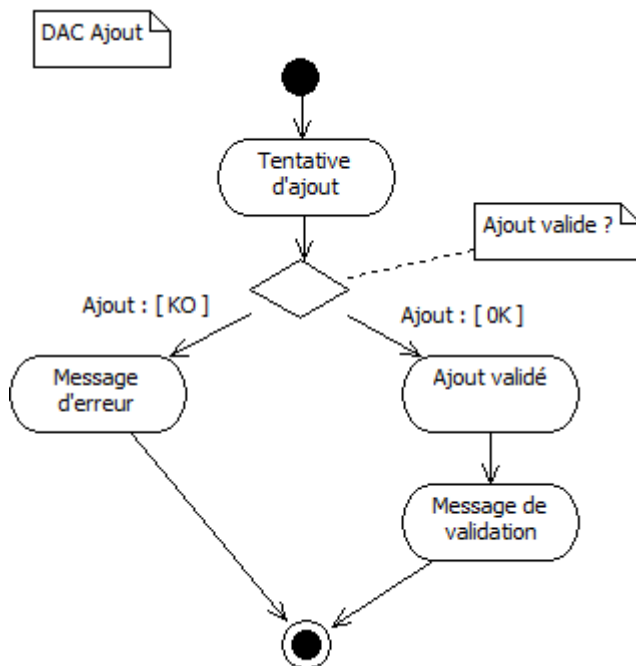 DAC Ajout
Tentative
d'ajout
Ajout valide ?
Ajout : [ KO ]
Ajout : [ 0K ]
Message
d'erreur
Ajout validé
Message de
validation